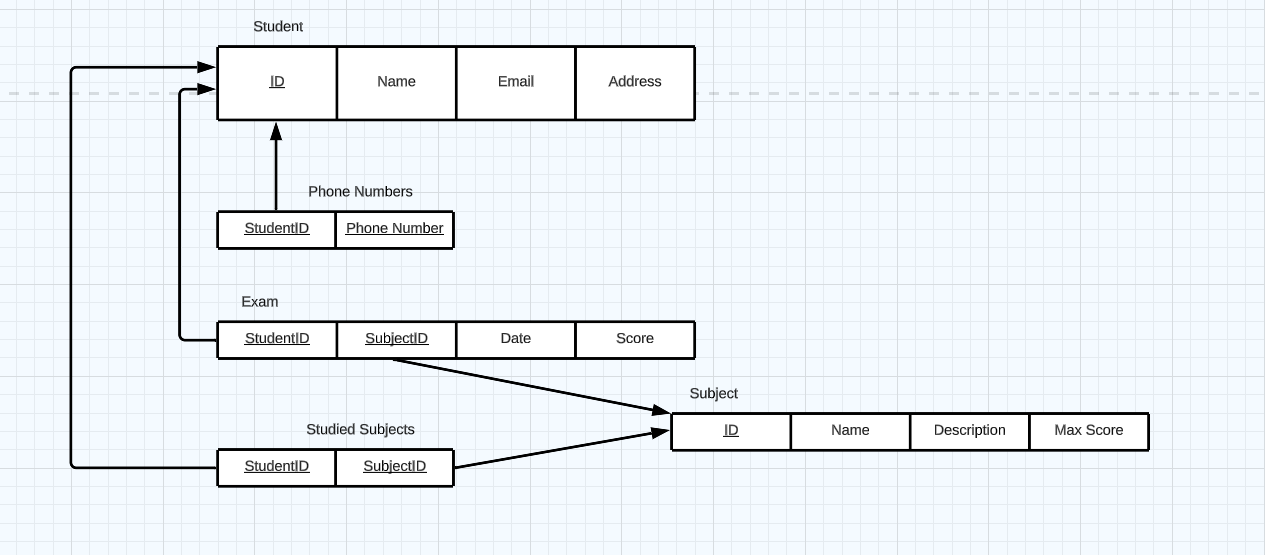 Student
ID Name Email Address
Phone Numbers
StudentID Phone Number
Exam
StudentID SubjectID Date Score
Subject
ID Name Description Max Score
Studied Subjects
StudentID SubjectID